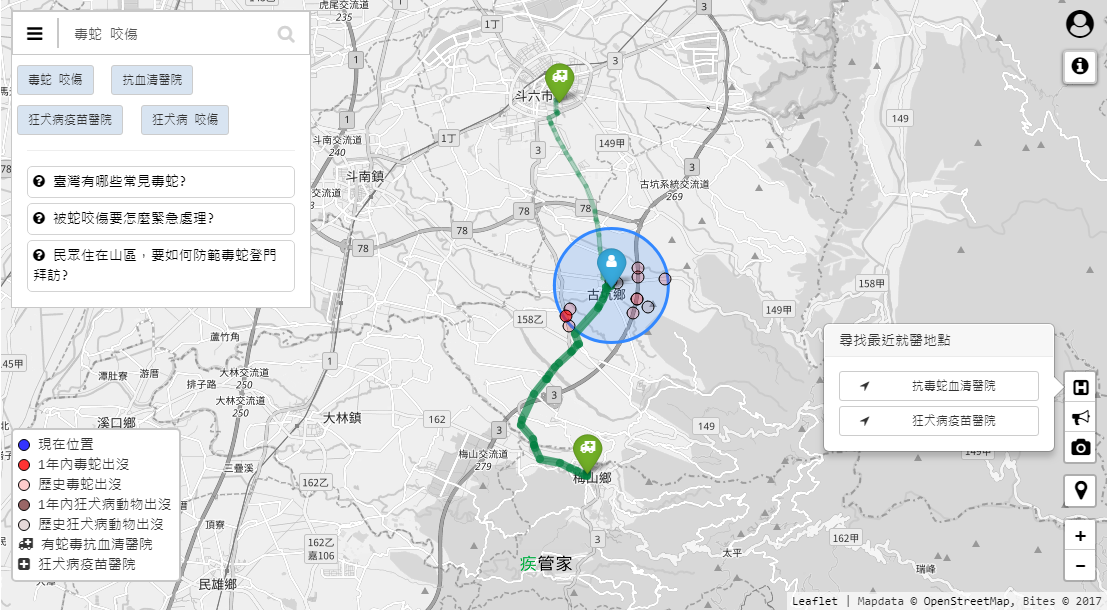 毒蛇 咬傷
毒蛇 咬傷
抗血清醫院
狂犬病疫苗醫院
狂犬病 咬傷
臺灣有哪些常見毒蛇?
被蛇咬傷要怎麼緊急處理?
民眾住在山區，要如何防範毒蛇登門
拜訪?
虎尾交流道
235
1丁
3
1
3
斗六市
1
149
斗南交流道
240
1丁
3
149甲
斗南鎮
3
古坑系統交流道
269
78
78
78
78
古坑鄉
158甲
149甲
158乙
尋找最近就醫地點
抗毒蛇血清醫院
狂犬病疫苗醫院
蘆竹角
145甲
潭肚寮
游厝
大林交流道
250
排子路
大林交流道
250
1
3
溪口鄉
大林鎮
162
3
149
梅山交流道
279
149甲
三疊溪
梅山鄉
162乙
頂寮
162乙
嘉106
3
162甲
太平
瑞峰
民雄鄉
疾管家
現在位置
1年內毒蛇出沒
歷史毒蛇出沒
1年內狂犬病動物出沒
歷史狂犬病動物出沒
有蛇毒抗血清醫院
狂犬病疫苗醫院
+
−
Leaflet | Mapdata © OpenStreetMap, Bites © 2017